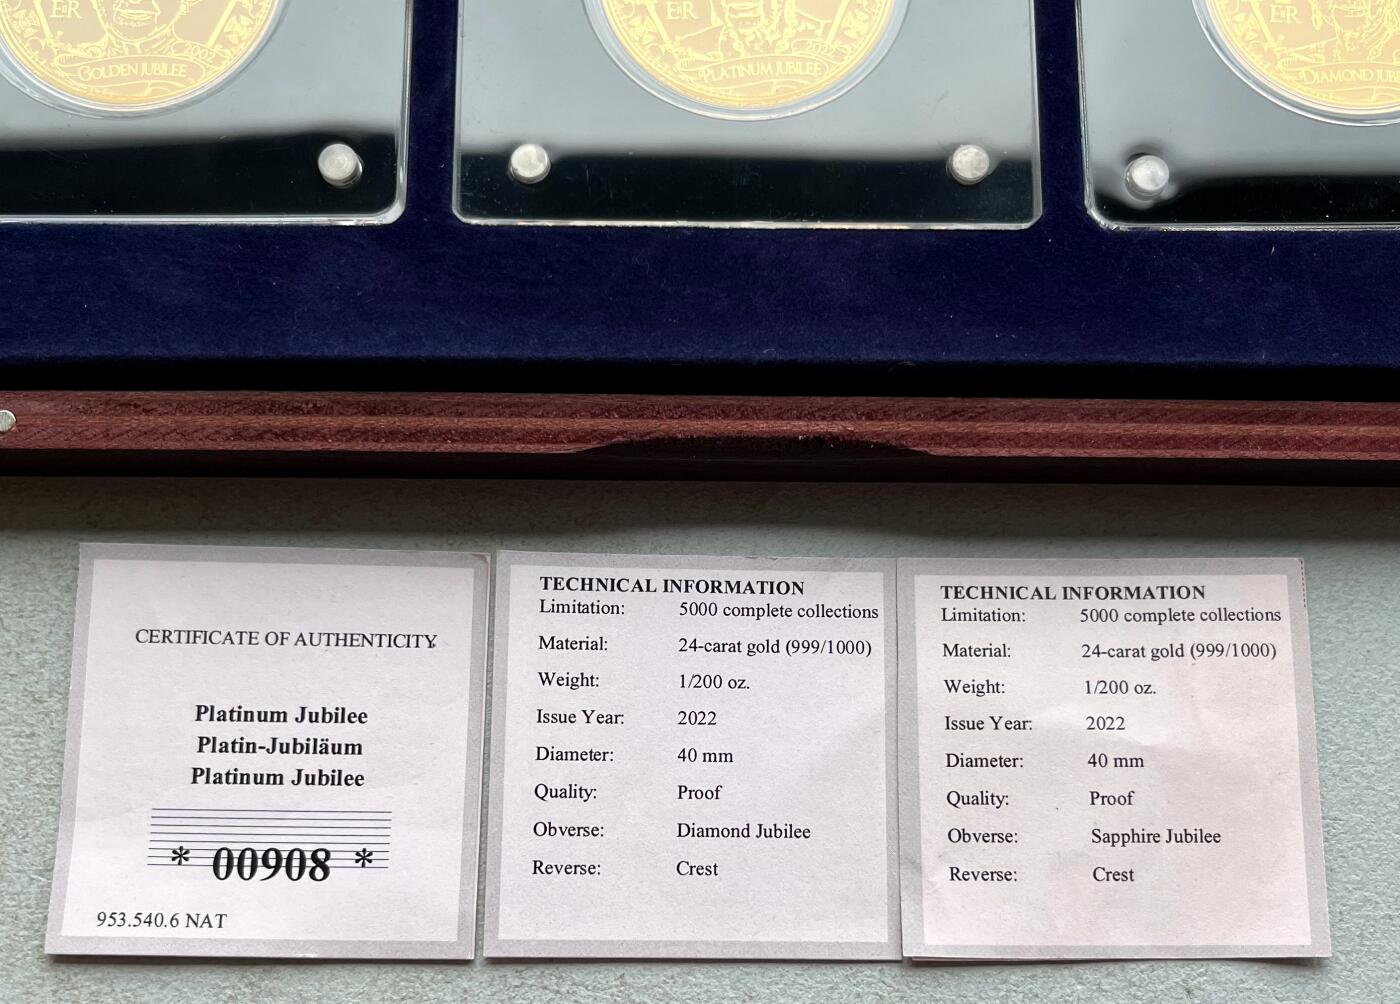 EiiR
GOLDEN JUBILEE
2002
EiiR
PLATINUM JUBILEE
2022
EiiR
DIAMOND
CERTIFICATE OF AUTHENTICITY
Platinum Jubilee
Platin-Jubiläum
Platinum Jubilee
* 00908 *
953.540.6 NAT
TECHNICAL INFORMATION
Limitation: 5000 complete collections
Material: 24-carat gold (999/1000)
Weight: 1/200 oz.
Issue Year: 2022
Diameter: 40 mm
Quality: Proof
Obverse: Diamond Jubilee
Reverse: Crest
TECHNICAL INFORMATION
Limitation: 5000 complete collections
Material: 24-carat gold (999/1000)
Weight: 1/200 oz.
Issue Year: 2022
Diameter: 40 mm
Quality: Proof
Obverse: Sapphire Jubilee
Reverse: Crest